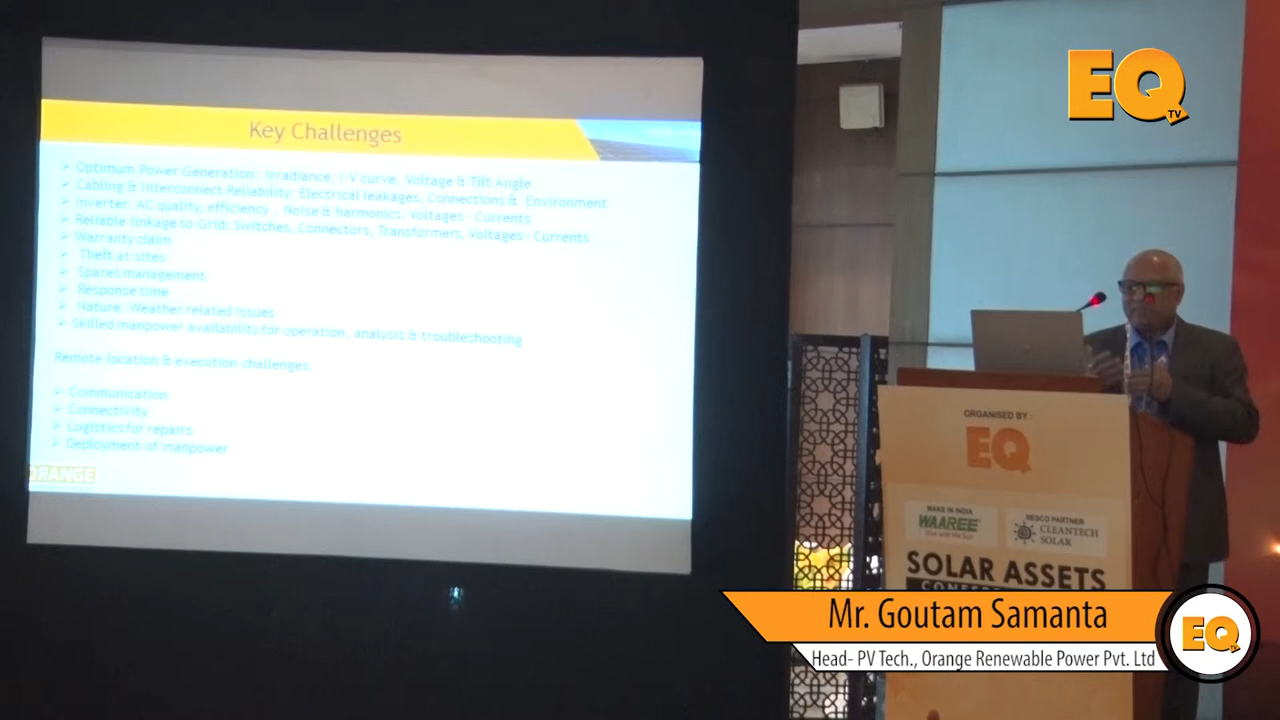 Key Challenges
➢ Optimum Power Generation: Irradiance, I-V curve, Voltage & Tilt Angle
➢ Cabling & Interconnect Reliability: Electrical leakages, Connections & Environment
➢ Inverter: AC quality, efficiency , Noise & harmonics, Voltages - Currents
➢ Reliable linkage to Grid: Switches, Connectors, Transformers, Voltages - Currents
➢ Warranty claim
➢ Theft at sites
➢ Spares management
➢ Response time
➢ Nature: Weather related issues
➢ Skilled manpower availability for operation, analysis & troubleshooting
Remote location & execution challenges:
➢ Communication
➢ Connectivity
➢ Logistics for repairs
➢ Deployment of manpower
ORANGE
EQ
TV
ORGANISED BY :
EQ
MAKE IN INDIA
WAAREE
One with the Sun
RESCO PARTNER
CLEANTECH
SOLAR
SOLAR ASSETS
Mr. Goutam Samanta
Head- PV Tech., Orange Renewable Power Pvt. Ltd
EQ